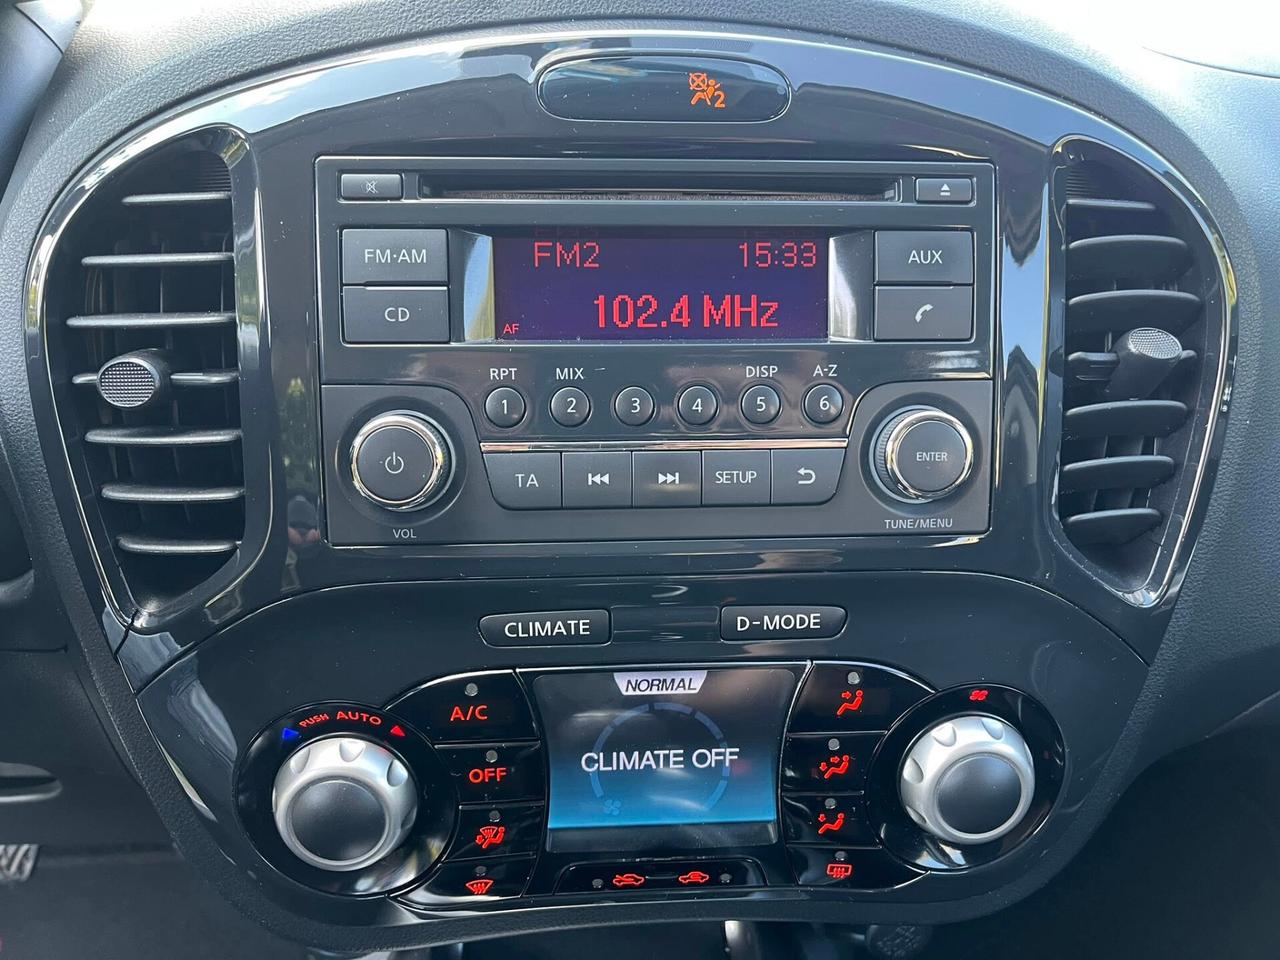 2
FM·AM
CD
FM2 15:33
102.4 MHz
AF
AUX
RPT MIX DISP A-Z
1 2 3 4 5 6
TA SETUP
VOL
ENTER
TUNE/MENU
CLIMATE D-MODE
PUSH AUTO
A/C
OFF
NORMAL
CLIMATE OFF